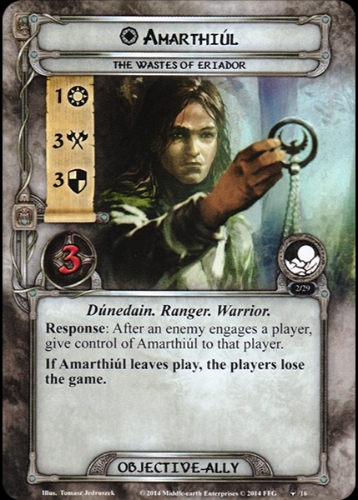 AMARTHIÚL
THE WASTES OF ERIADOR
1
3
3
3
2/29
Dúnedain. Ranger. Warrior.
Response: After an enemy engages a player,
give control of Amarthiúl to that player.
If Amarthiúl leaves play, the players lose
the game.
OBJECTIVE-ALLY
Illus. Tomasz Jedruszek
© 2014 Middle-earth Enterprises © 2014 FFG
16